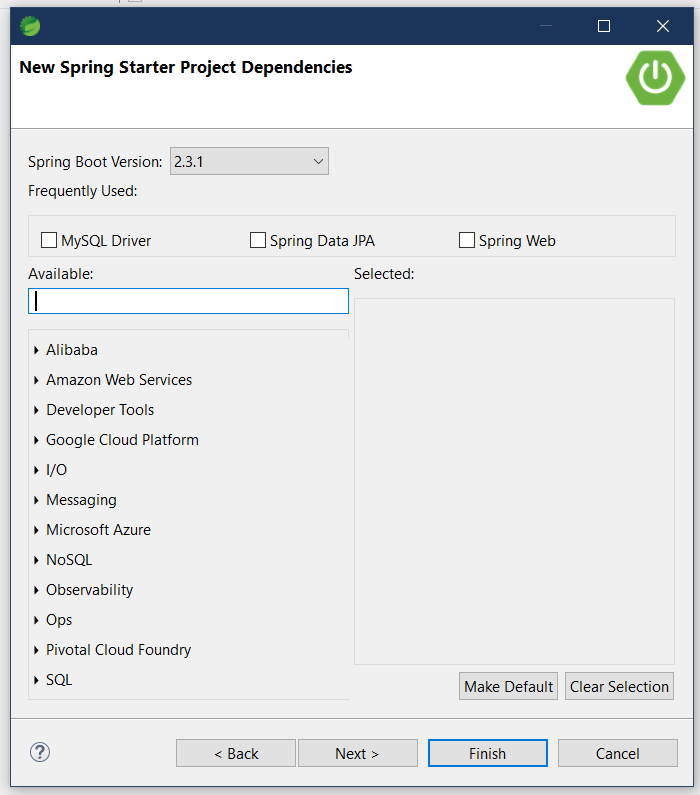 New Spring Starter Project Dependencies
Spring Boot Version: 2.3.1
Frequently Used:
MySQL Driver Spring Data JPA Spring Web
Available: Selected:
Alibaba
Amazon Web Services
Developer Tools
Google Cloud Platform
I/O
Messaging
Microsoft Azure
NoSQL
Observability
Ops
Pivotal Cloud Foundry
SQL
Make Default Clear Selection
? < Back Next > Finish Cancel